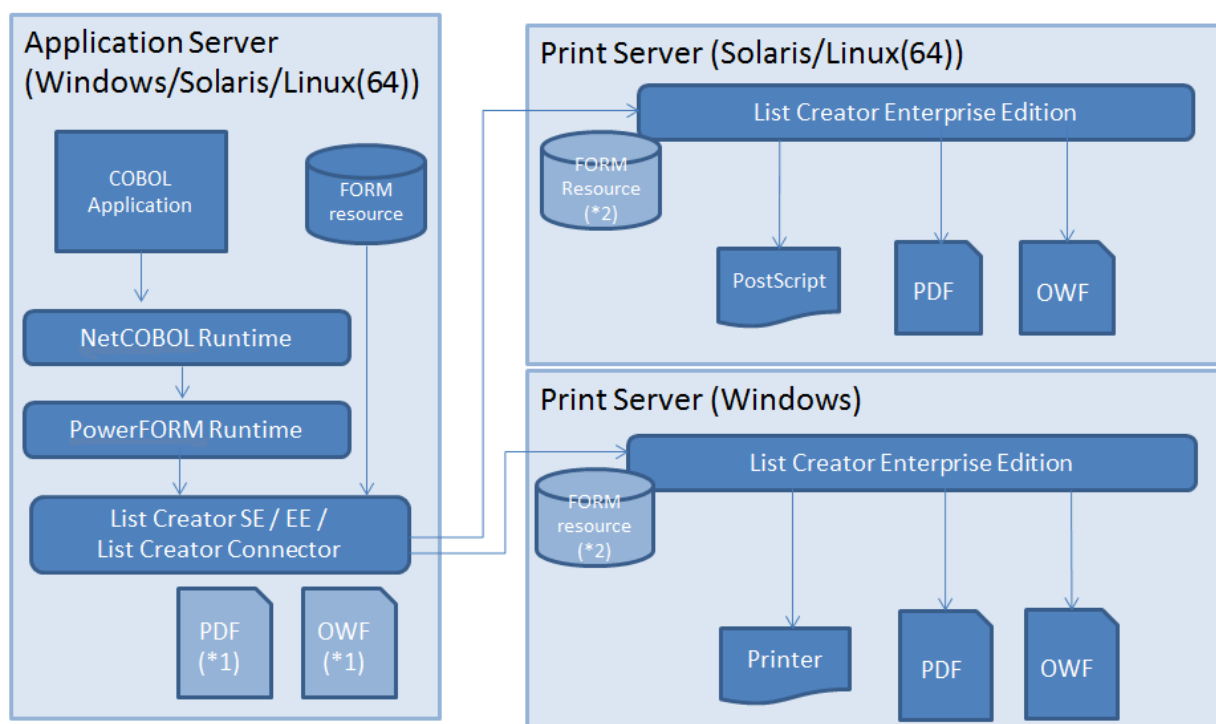 Application Server
(Windows/Solaris/Linux(64))
COBOL
Application
FORM
resource
NetCOBOL Runtime
PowerFORM Runtime
List Creator SE / EE /
List Creator Connector
PDF
(*1)
OWF
(*1)
Print Server (Solaris/Linux(64))
List Creator Enterprise Edition
FORM
Resource
(*2)
PostScript
PDF
OWF
Print Server (Windows)
List Creator Enterprise Edition
FORM
resource
(*2)
Printer
PDF
OWF